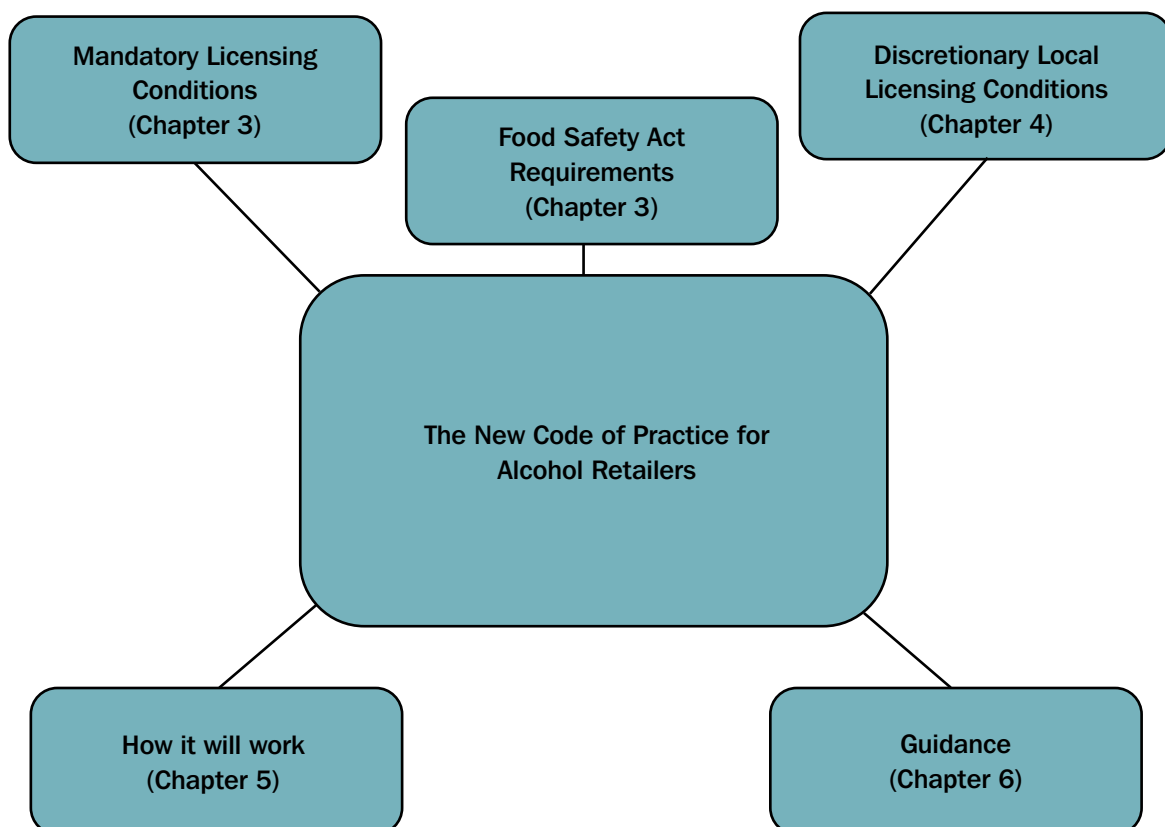 Mandatory Licensing
Conditions
(Chapter 3)
Food Safety Act
Requirements
(Chapter 3)
Discretionary Local
Licensing Conditions
(Chapter 4)
The New Code of Practice for
Alcohol Retailers
How it will work
(Chapter 5)
Guidance
(Chapter 6)